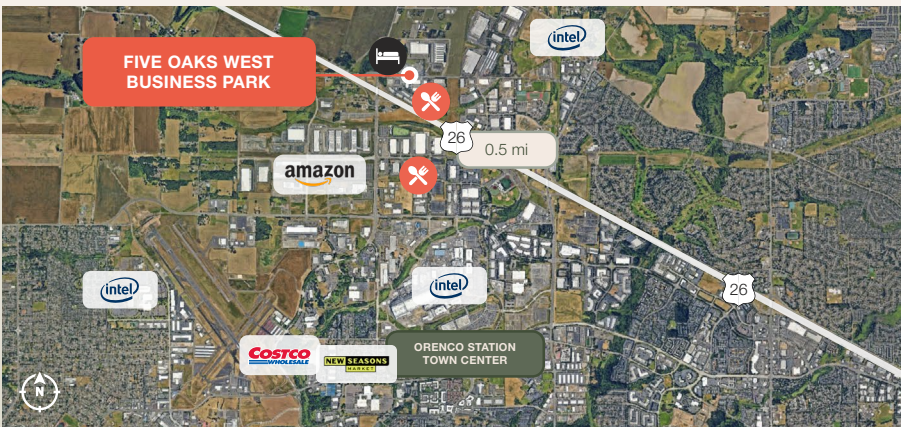 FIVE OAKS WEST
BUSINESS PARK
intel
26
0.5 mi
amazon
intel
intel
26
COSTCO
WHOLESALE
NEW SEASONS
MARKET
ORENCO STATION
TOWN CENTER
N